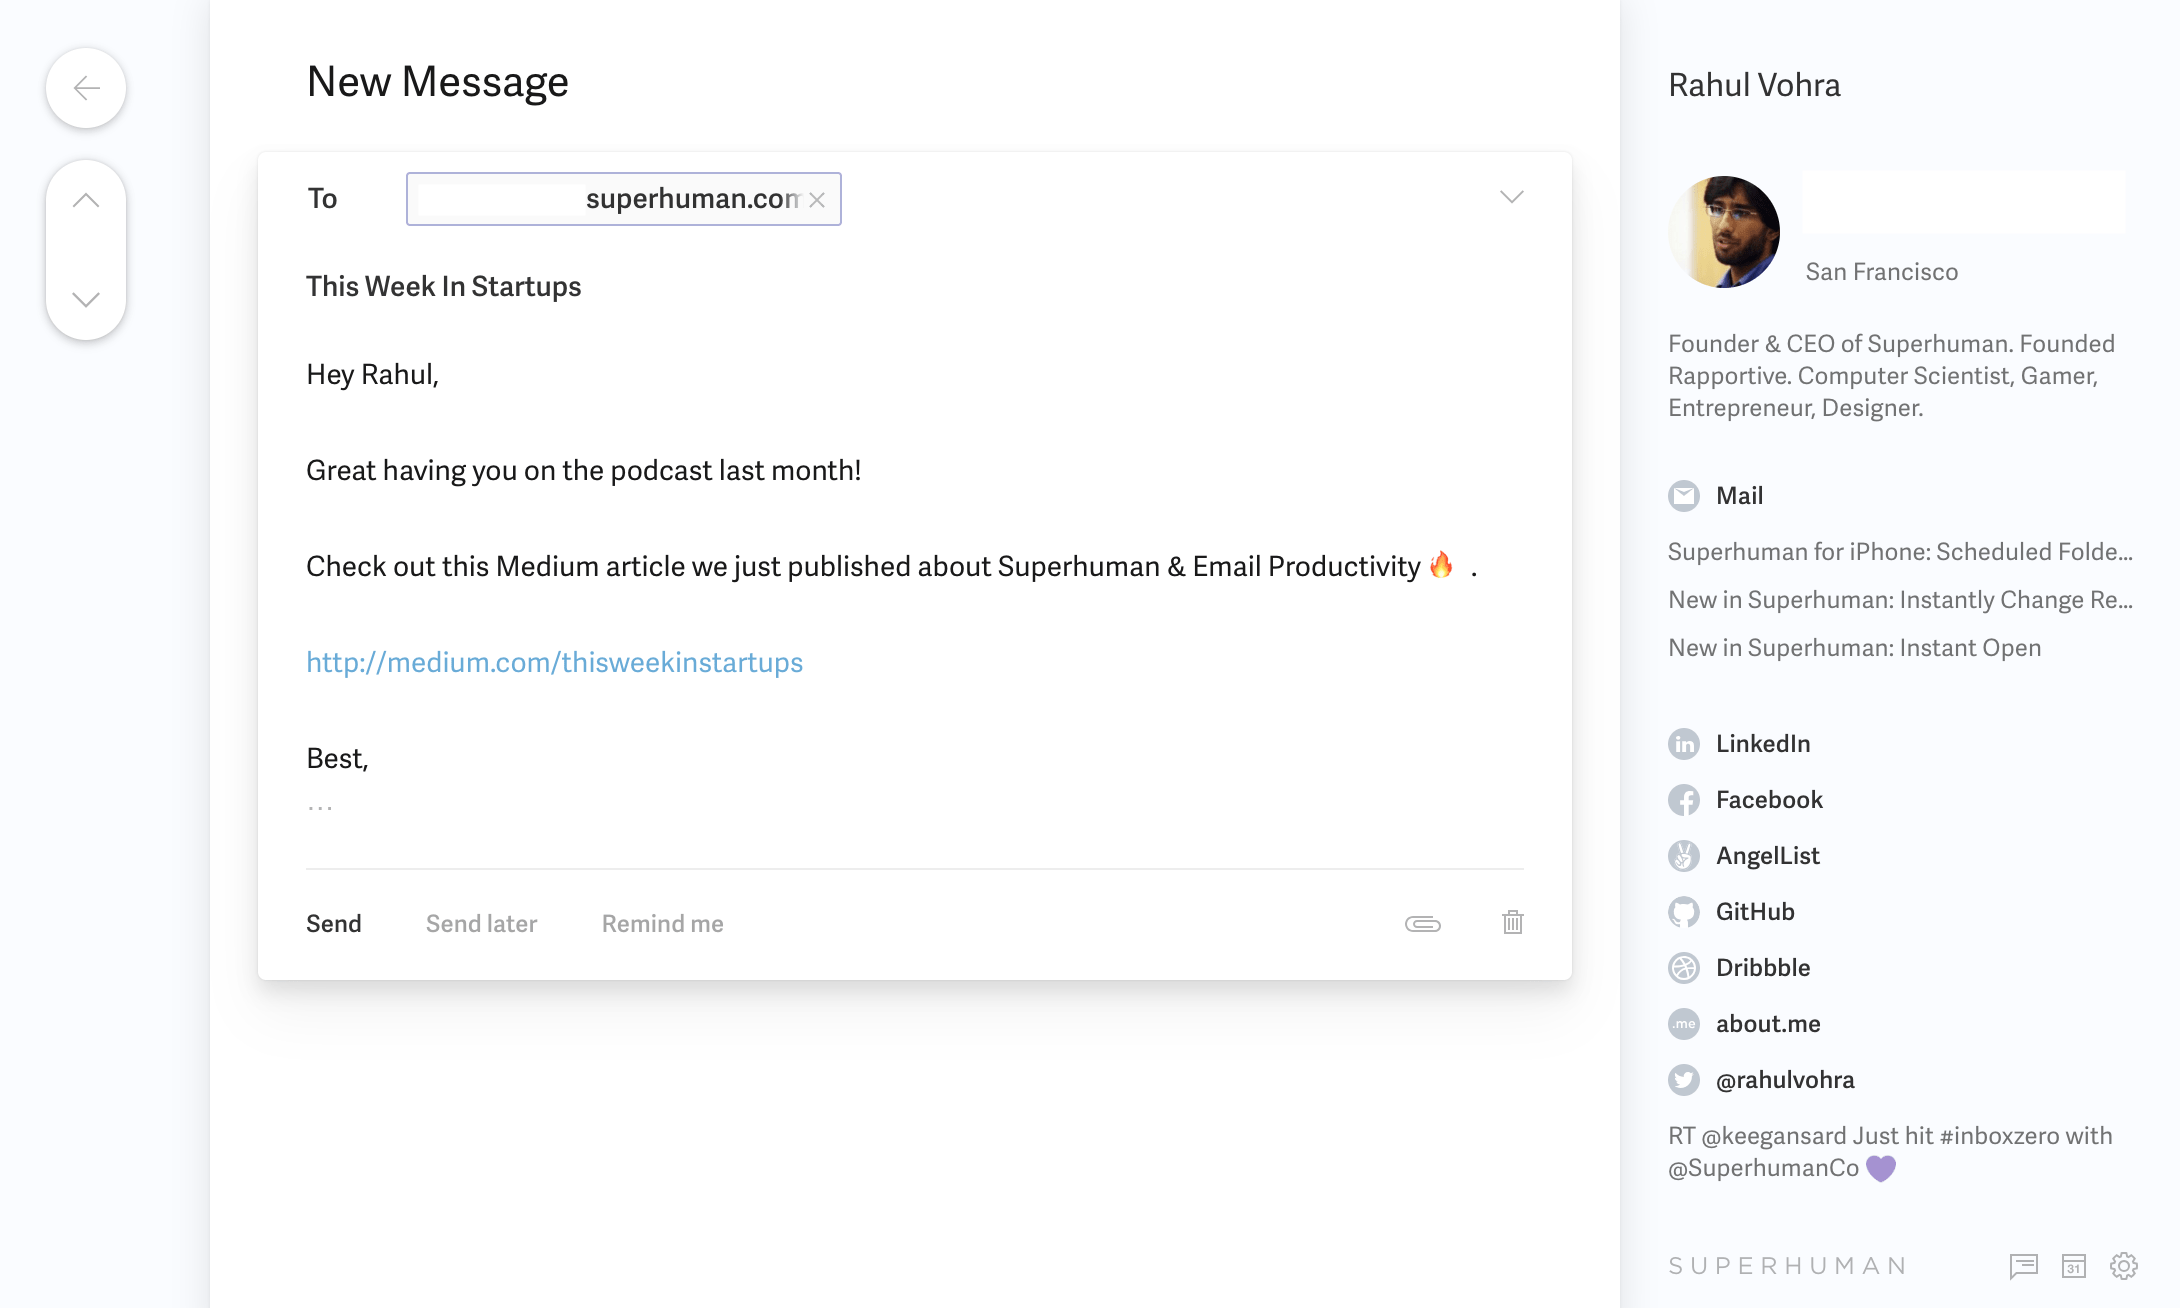 New Message
To
superhuman.com
This Week In Startups
Hey Rahul,
Great having you on the podcast last month!
Check out this Medium article we just published about Superhuman & Email Productivity 🔥 .
http://medium.com/thisweekinstartups
Best,
...
Send
Send later
Remind me
Rahul Vohra
San Francisco
Founder & CEO of Superhuman. Founded
Rapportive. Computer Scientist, Gamer,
Entrepreneur, Designer.
Mail
Superhuman for iPhone: Scheduled Folde...
New in Superhuman: Instantly Change Re...
New in Superhuman: Instant Open
in LinkedIn
Facebook
AngelList
GitHub
Dribbble
.me about.me
@rahulvohra
RT @keegansard Just hit #inboxzero with
@SuperhumanCo 💜
SUPERHUMAN
31